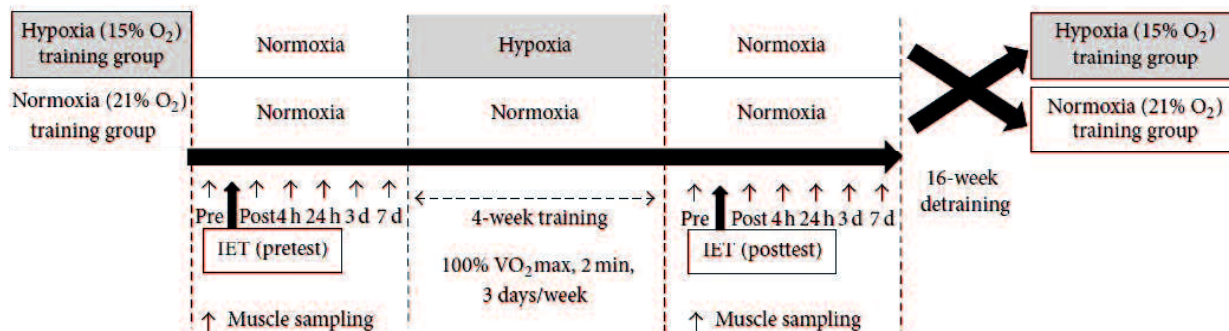 Hypoxia (15% O₂)
training group
Normoxia
Hypoxia
Normoxia
Hypoxia (15% O₂)
training group
Normoxia (21% O₂)
training group
Normoxia
Normoxia
Normoxia
Normoxia (21% O₂)
training group
↑ ↑ ↑ ↑ ↑ ↑
Pre Post 4 h 24 h 3 d 7 d
IET (pretest)
4-week training
100% VO₂max, 2 min,
3 days/week
↑ ↑ ↑ ↑ ↑ ↑
Pre Post 4 h 24 h 3 d 7 d
IET (posttest)
16-week
detraining
↑ Muscle sampling
↑ Muscle sampling